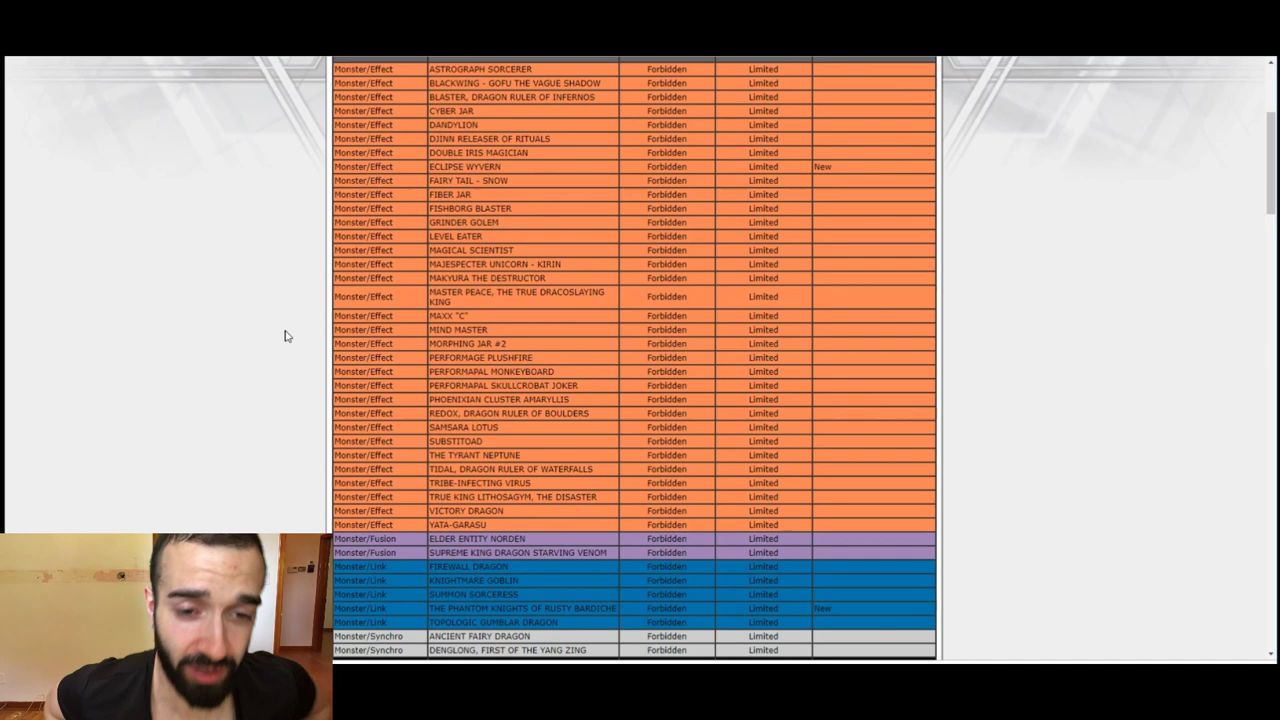 Monster/Effect ASTROGRAPH SORCERER Forbidden Limited
Monster/Effect BLACKWING - GOFU THE VAGUE SHADOW Forbidden Limited
Monster/Effect BLASTER, DRAGON RULER OF INFERNOS Forbidden Limited
Monster/Effect CYBER JAR Forbidden Limited
Monster/Effect DANDYLION Forbidden Limited
Monster/Effect DJINN RELEASER OF RITUALS Forbidden Limited
Monster/Effect DOUBLE IRIS MAGICIAN Forbidden Limited
Monster/Effect ECLIPSE WYVERN Forbidden Limited New
Monster/Effect FAIRY TAIL - SNOW Forbidden Limited
Monster/Effect FIBER JAR Forbidden Limited
Monster/Effect FISHBORG BLASTER Forbidden Limited
Monster/Effect GRINDER GOLEM Forbidden Limited
Monster/Effect LEVEL EATER Forbidden Limited
Monster/Effect MAGICAL SCIENTIST Forbidden Limited
Monster/Effect MAJESPECTER UNICORN - KIRIN Forbidden Limited
Monster/Effect MAKYURA THE DESTRUCTOR Forbidden Limited
Monster/Effect MASTER PEACE, THE TRUE DRACOSLAYING
KING Forbidden Limited
Monster/Effect MAXX "C" Forbidden Limited
Monster/Effect MIND MASTER Forbidden Limited
Monster/Effect MORPHING JAR #2 Forbidden Limited
Monster/Effect PERFORMAGE PLUSHFIRE Forbidden Limited
Monster/Effect PERFORMAPAL MONKEYBOARD Forbidden Limited
Monster/Effect PERFORMAPAL SKULLCROBAT JOKER Forbidden Limited
Monster/Effect PHOENIXIAN CLUSTER AMARYLLIS Forbidden Limited
Monster/Effect REDOX, DRAGON RULER OF BOULDERS Forbidden Limited
Monster/Effect SAMSARA LOTUS Forbidden Limited
Monster/Effect SUBSTITOAD Forbidden Limited
Monster/Effect THE TYRANT NEPTUNE Forbidden Limited
Monster/Effect TIDAL, DRAGON RULER OF WATERFALLS Forbidden Limited
Monster/Effect TRIBE-INFECTING VIRUS Forbidden Limited
Monster/Effect TRUE KING LITHOSAGYM, THE DISASTER Forbidden Limited
Monster/Effect VICTORY DRAGON Forbidden Limited
Monster/Effect YATA-GARASU Forbidden Limited
Monster/Fusion ELDER ENTITY NORDEN Forbidden Limited
Monster/Fusion SUPREME KING DRAGON STARVING VENOM Forbidden Limited
Monster/Link FIREWALL DRAGON Forbidden Limited
Monster/Link KNIGHTMARE GOBLIN Forbidden Limited
Monster/Link SUMMON SORCERESS Forbidden Limited
Monster/Link THE PHANTOM KNIGHTS OF RUSTY BARDICHE Forbidden Limited New
Monster/Link TOPOLOGIC GUMBLAR DRAGON Forbidden Limited
Monster/Synchro ANCIENT FAIRY DRAGON Forbidden Limited
Monster/Synchro DENGLONG, FIRST OF THE YANG ZING Forbidden Limited